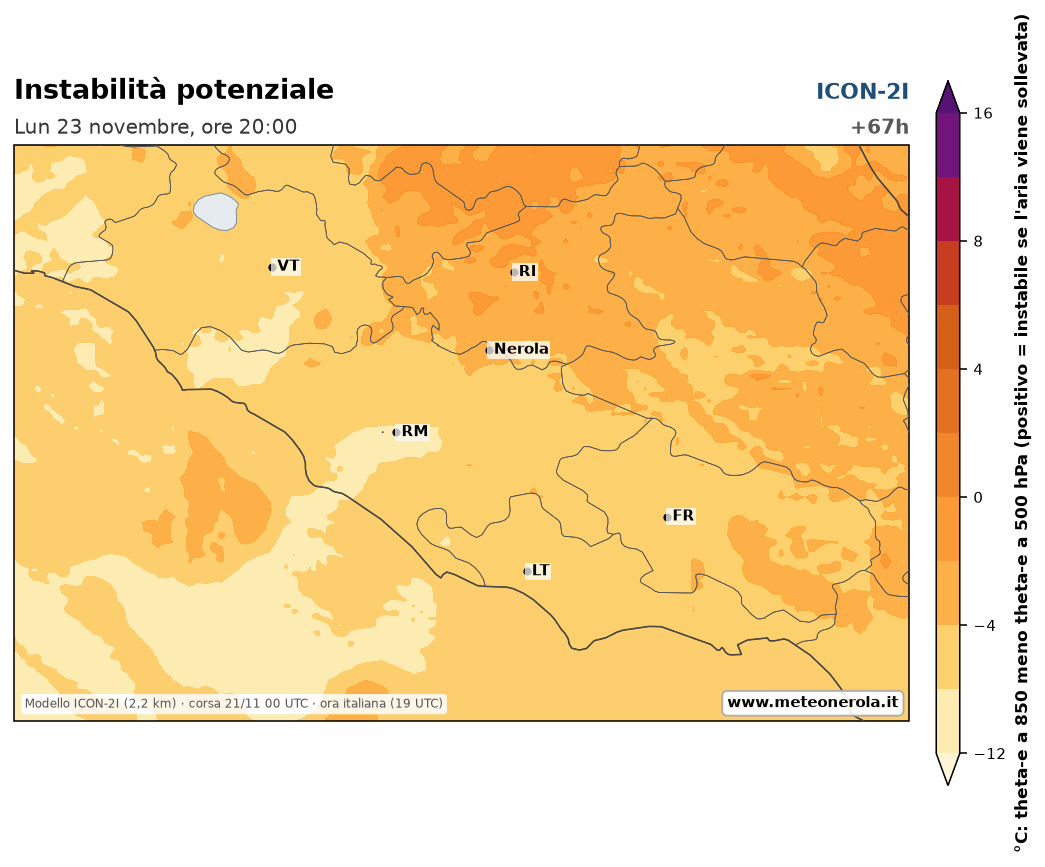 Instabilità potenziale
ICON-2I
Lun 23 novembre, ore 20:00
+67h
VT
RI
Nerola
RM
FR
LT
Modello ICON-2I (2,2 km) · corsa 21/11 00 UTC · ora italiana (19 UTC)
www.meteonerola.it
16
8
4
0
−4
−12
°C: theta-e a 850 meno theta-e a 500 hPa (positivo = instabile se l'aria viene sollevata)